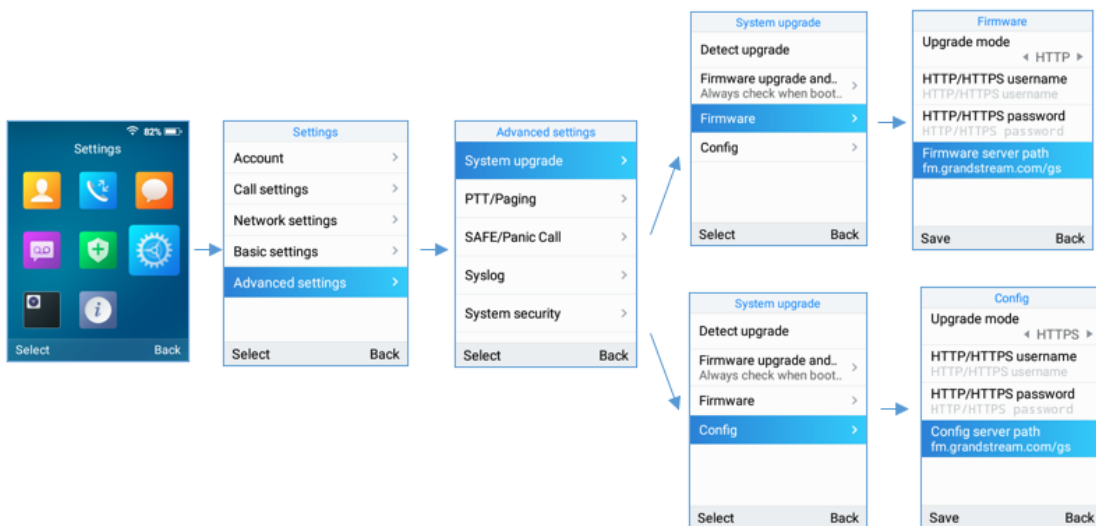 82%
Settings
Select Back
Settings
Account
Call settings
Network settings
Basic settings
Advanced settings
Select Back
Advanced settings
System upgrade
PTT/Paging
SAFE/Panic Call
Syslog
System security
Select Back
System upgrade
Detect upgrade
Firmware upgrade and..
Always check when boot..
Firmware
Config
Select Back
Firmware
Upgrade mode
HTTP
HTTP/HTTPS username
HTTP/HTTPS username
HTTP/HTTPS password
HTTP/HTTPS password
Firmware server path
fm.grandstream.com/gs
Save Back
System upgrade
Detect upgrade
Firmware upgrade and..
Always check when boot..
Firmware
Config
Select Back
Config
Upgrade mode
HTTPS
HTTP/HTTPS username
HTTP/HTTPS username
HTTP/HTTPS password
HTTP/HTTPS password
Config server path
fm.grandstream.com/gs
Save Back